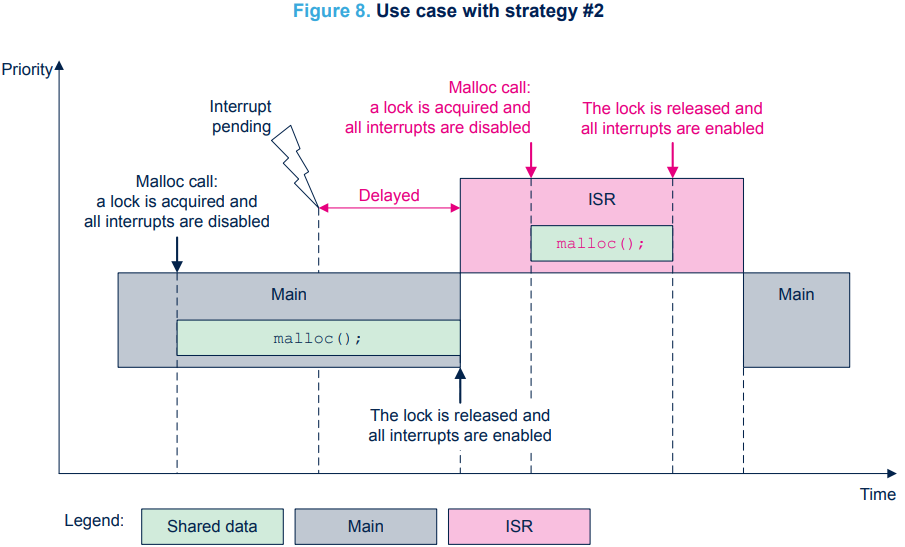 Figure 8. Use case with strategy #2
Priority
Interrupt
pending
Malloc call:
a lock is acquired and
all interrupts are disabled
The lock is released and
all interrupts are enabled
Malloc call:
a lock is acquired and
all interrupts are disabled
Delayed
ISR
malloc();
Main
malloc();
Main
The lock is released and
all interrupts are enabled
Time
Legend:
Shared data
Main
ISR